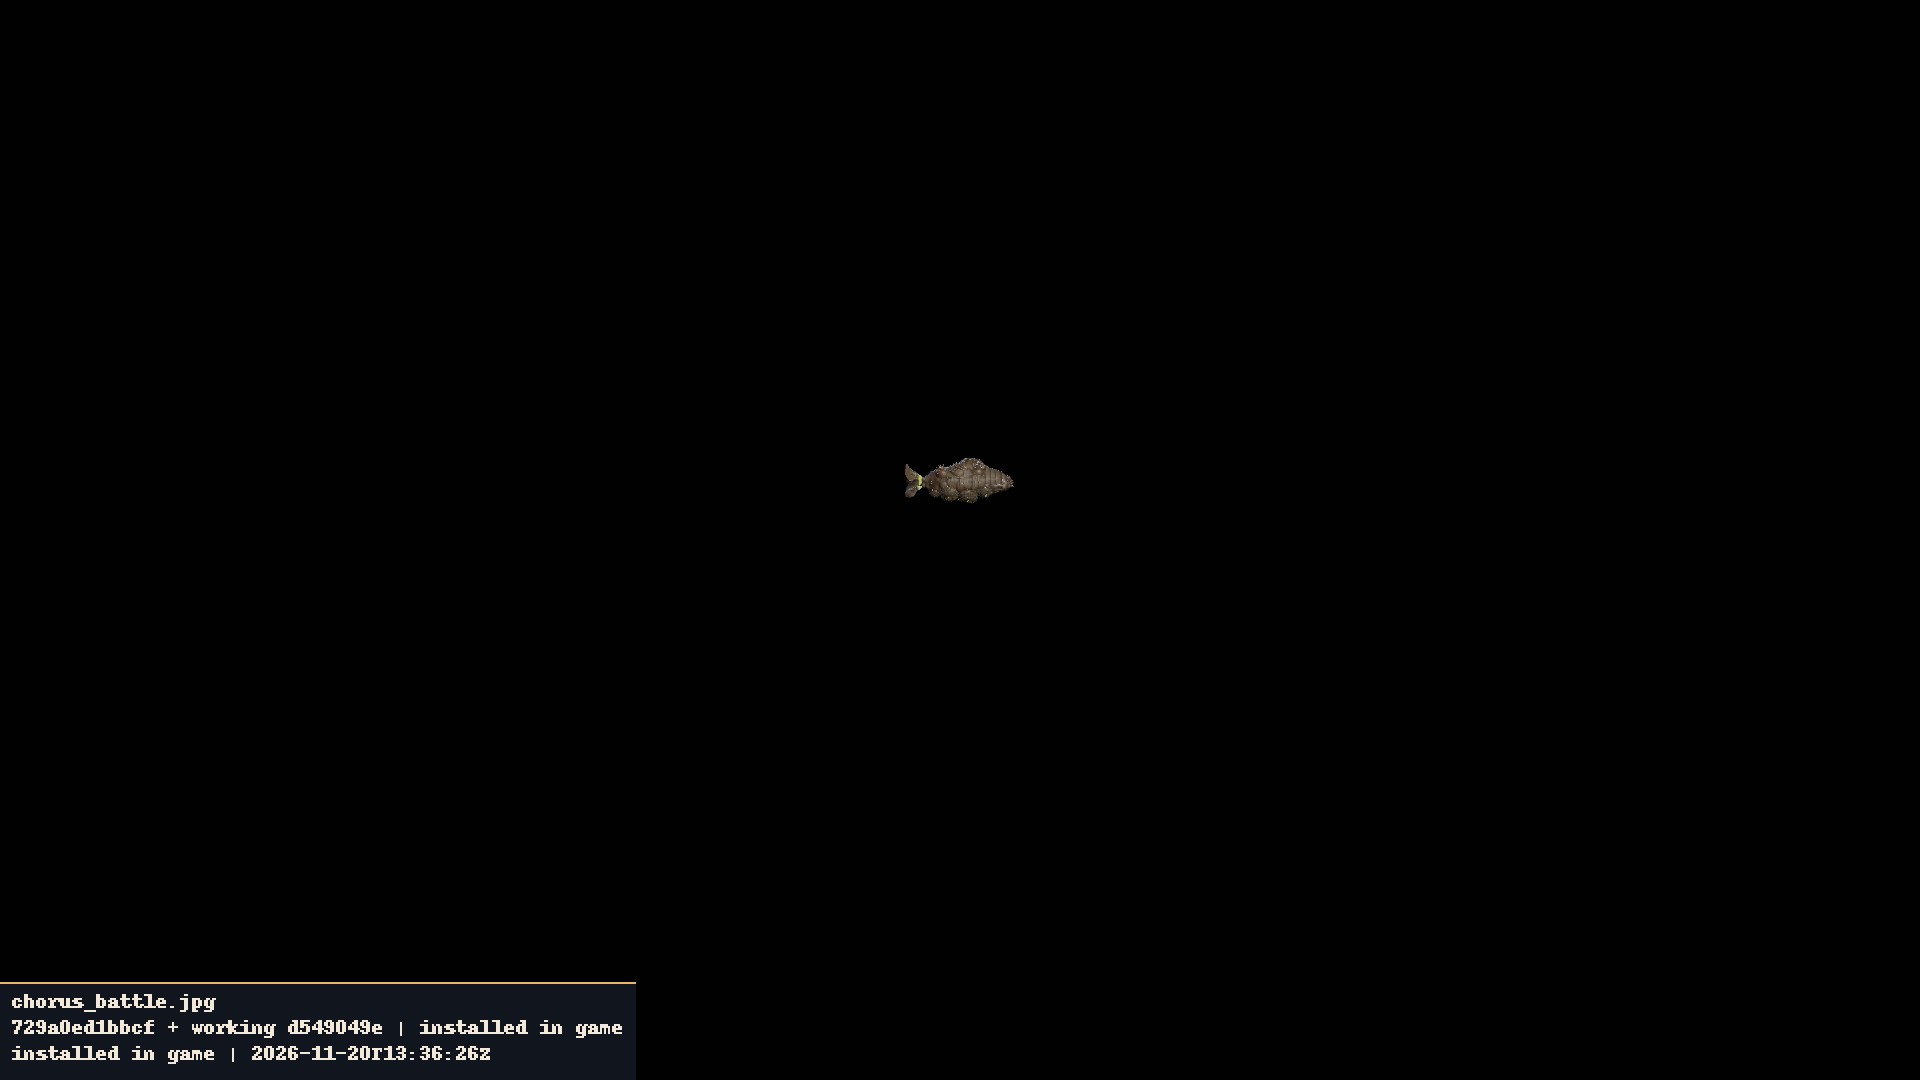 chorus_battle.jpg
729a0ed1bbcf + working d549049e | installed in game
installed in game | 2026-11-20T13:36:26Z